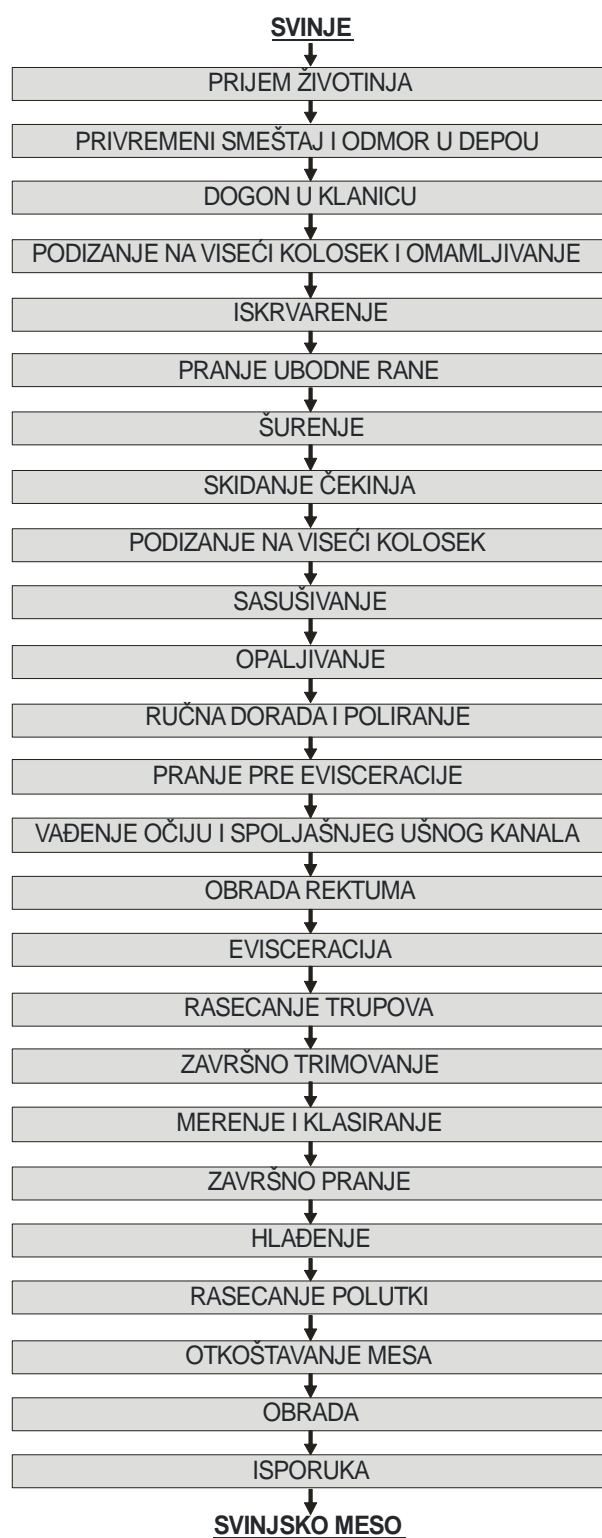 SVINJE
PRIJEM ŽIVOTINJA
PRIVREMENI SMEŠTAJ I ODMOR U DEPOU
DOGON U KLANICU
PODIZANJE NA VISEĆI KOLOSEK I OMAMLJIVANJE
ISKRVARENJE
PRANJE UBODNE RANE
ŠURENJE
SKIDANJE ČEKINJA
PODIZANJE NA VISEĆI KOLOSEK
SASUŠIVANJE
OPALJIVANJE
RUČNA DORADA I POLIRANJE
PRANJE PRE EVISCERACIJE
VAĐENJE OČIJU I SPOLJAŠNJEG UŠNOG KANALA
OBRADA REKTUMA
EVISCERACIJA
RASECANJE TRUPOVA
ZAVRŠNO TRIMOVANJE
MERENJE I KLASIRANJE
ZAVRŠNO PRANJE
HLAĐENJE
RASECANJE POLUTKI
OTKOŠTAVANJE MESA
OBRADA
ISPORUKA
SVINJSKO MESO